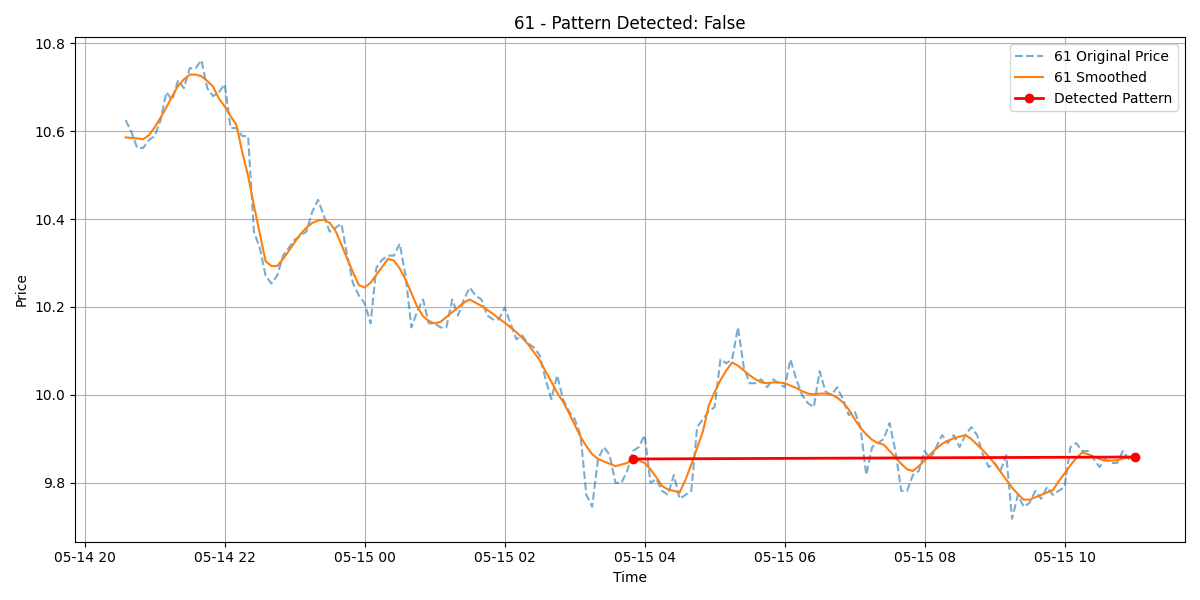 61 - Pattern Detected: False
61 Original Price
61 Smoothed
Detected Pattern
Price
10.8
10.6
10.4
10.2
10.0
9.8
05-14 20 05-14 22 05-15 00 05-15 02 05-15 04 05-15 06 05-15 08 05-15 10
Time